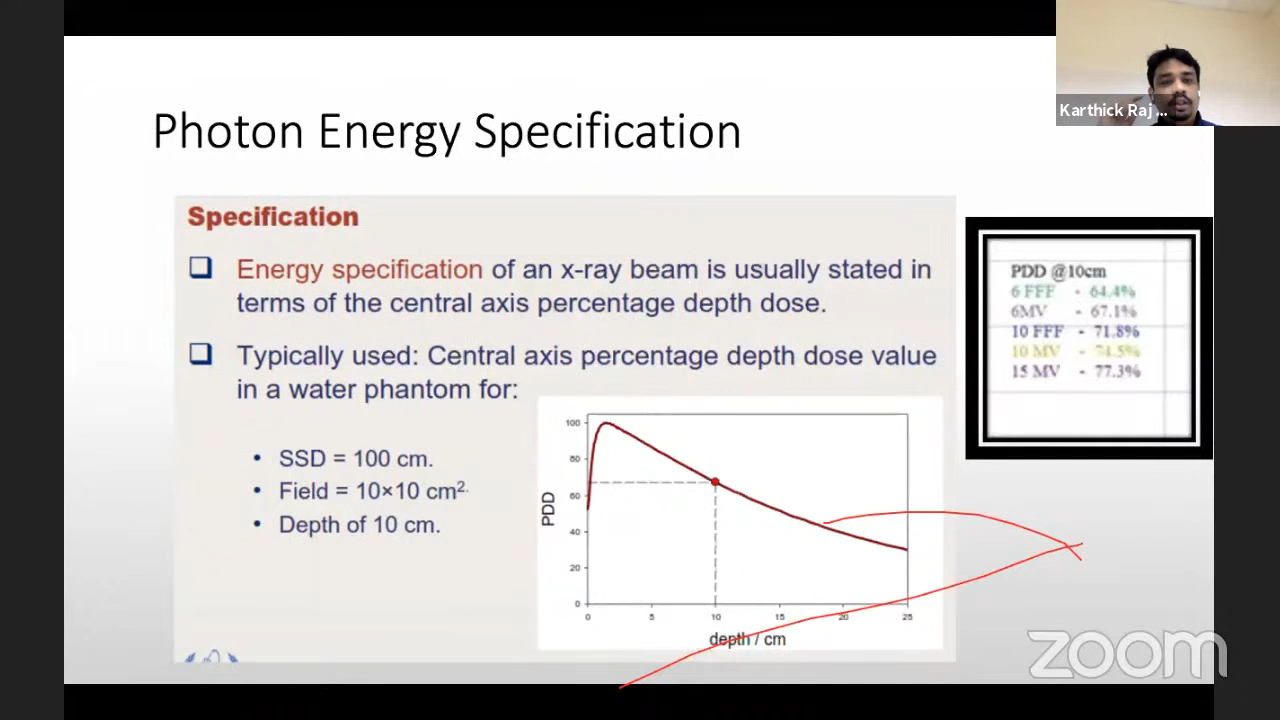 Karthick Raj ...
Photon Energy Specification
Specification
Energy specification of an x-ray beam is usually stated in
terms of the central axis percentage depth dose.
Typically used: Central axis percentage depth dose value
in a water phantom for:
• SSD = 100 cm.
• Field = 10×10 cm².
• Depth of 10 cm.
PDD
100
80
60
40
20
0
0 5 10 15 20 25
depth / cm
PDD @10cm
6 FFF - 64.4%
6MV - 67.1%
10 FFF - 71.8%
10 MV - 74.5%
15 MV - 77.3%
zoom